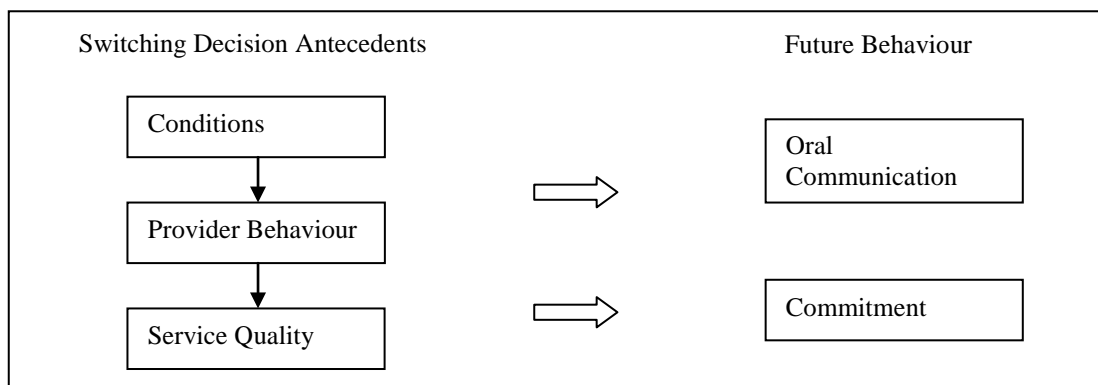 Switching Decision Antecedents
Future Behaviour
Conditions
Provider Behaviour
Service Quality
Oral
Communication
Commitment